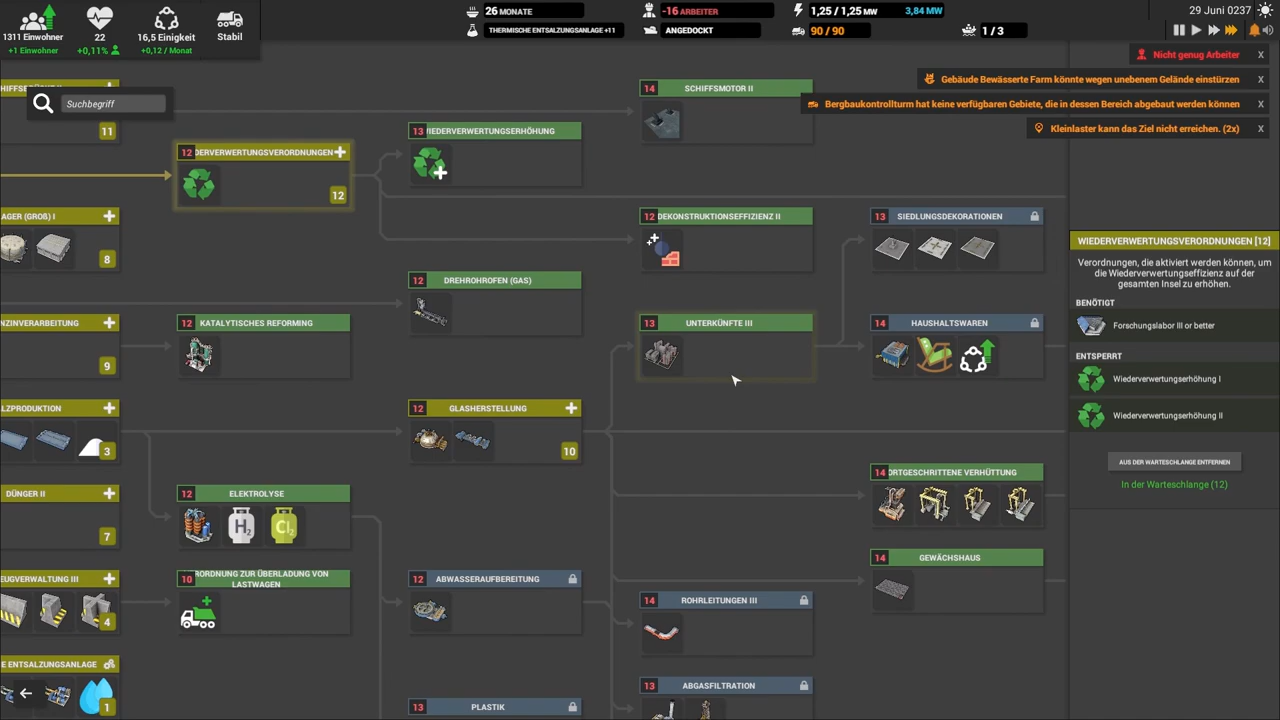 26 MONATE
-16 ARBEITER
1,25 / 1,25 MW
3,84 MW
29 Juni 0237
1311 Einwohner
22
16,5 Einigkeit
Stabil
THERMISCHE ENTSALZUNGSANLAGE +11
ANGEDOCKT
90 / 90
1 / 3
+1 Einwohner
+0,11%
+0,12 / Monat
Nicht genug Arbeiter X
Gebäude Bewässerte Farm könnte wegen unebenem Gelände einstürzen X
Bergbaukontrollturm hat keine verfügbaren Gebiete, die in dessen Bereich abgebaut werden können X
Kleinlaster kann das Ziel nicht erreichen. (2x) X
Suchbegriff
11
14 SCHIFFSMOTOR II
13 WIEDERVERWERTUNGSERHÖHUNG
12 DERVERWERTUNGSVERORDNUNGEN
12
AGER (GROß) I
8
12 DEKONSTRUKTIONSEFFIZIENZ II
13 SIEDLUNGSDEKORATIONEN
12 DREHROHROFEN (GAS)
NZINVERARBEITUNG
9
12 KATALYTISCHES REFORMING
13 UNTERKÜNFTE III
14 HAUSHALTSWAREN
LZPRODUKTION
3
12 GLASHERSTELLUNG
10
14 ORTGESCHRITTENE VERHÜTTUNG
DÜNGER II
7
12 ELEKTROLYSE
H2
Cl2
14 GEWÄCHSHAUS
EUGVERWALTUNG III
4
10 RORDNUNG ZUR ÜBERLADUNG VON
LASTWAGEN
12 ABWASSERAUFBEREITUNG
14 ROHRLEITUNGEN III
E ENTSALZUNGSANLAGE
1
13 PLASTIK
13 ABGASFILTRATION
WIEDERVERWERTUNGSVERORDNUNGEN [12]
Verordnungen, die aktiviert werden können, um
die Wiederverwertungseffizienz auf der
gesamten Insel zu erhöhen.
BENÖTIGT
Forschungslabor III or better
ENTSPERRT
Wiederverwertungserhöhung I
Wiederverwertungserhöhung II
AUS DER WARTESCHLANGE ENTFERNEN
In der Warteschlange (12)